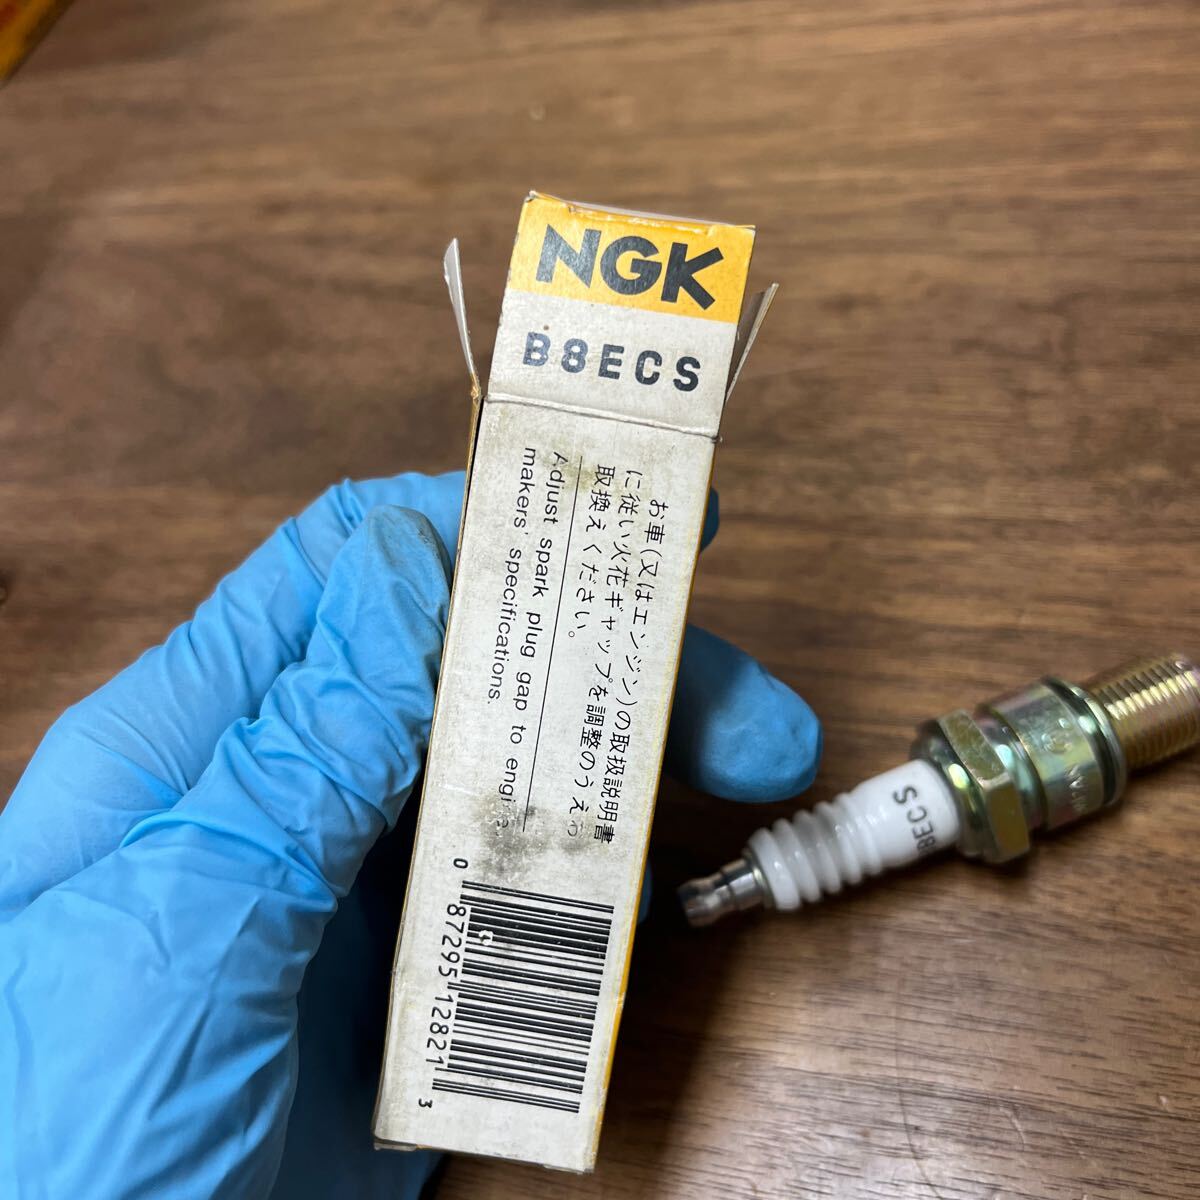 NGK
B8ECS
お車(又はエンジン)の取扱説明書
に従い火花ギャップを調整のうえ
取換えください。
Adjust spark plug gap to
makers' specifications.
0 87295 12821 3
8ECS